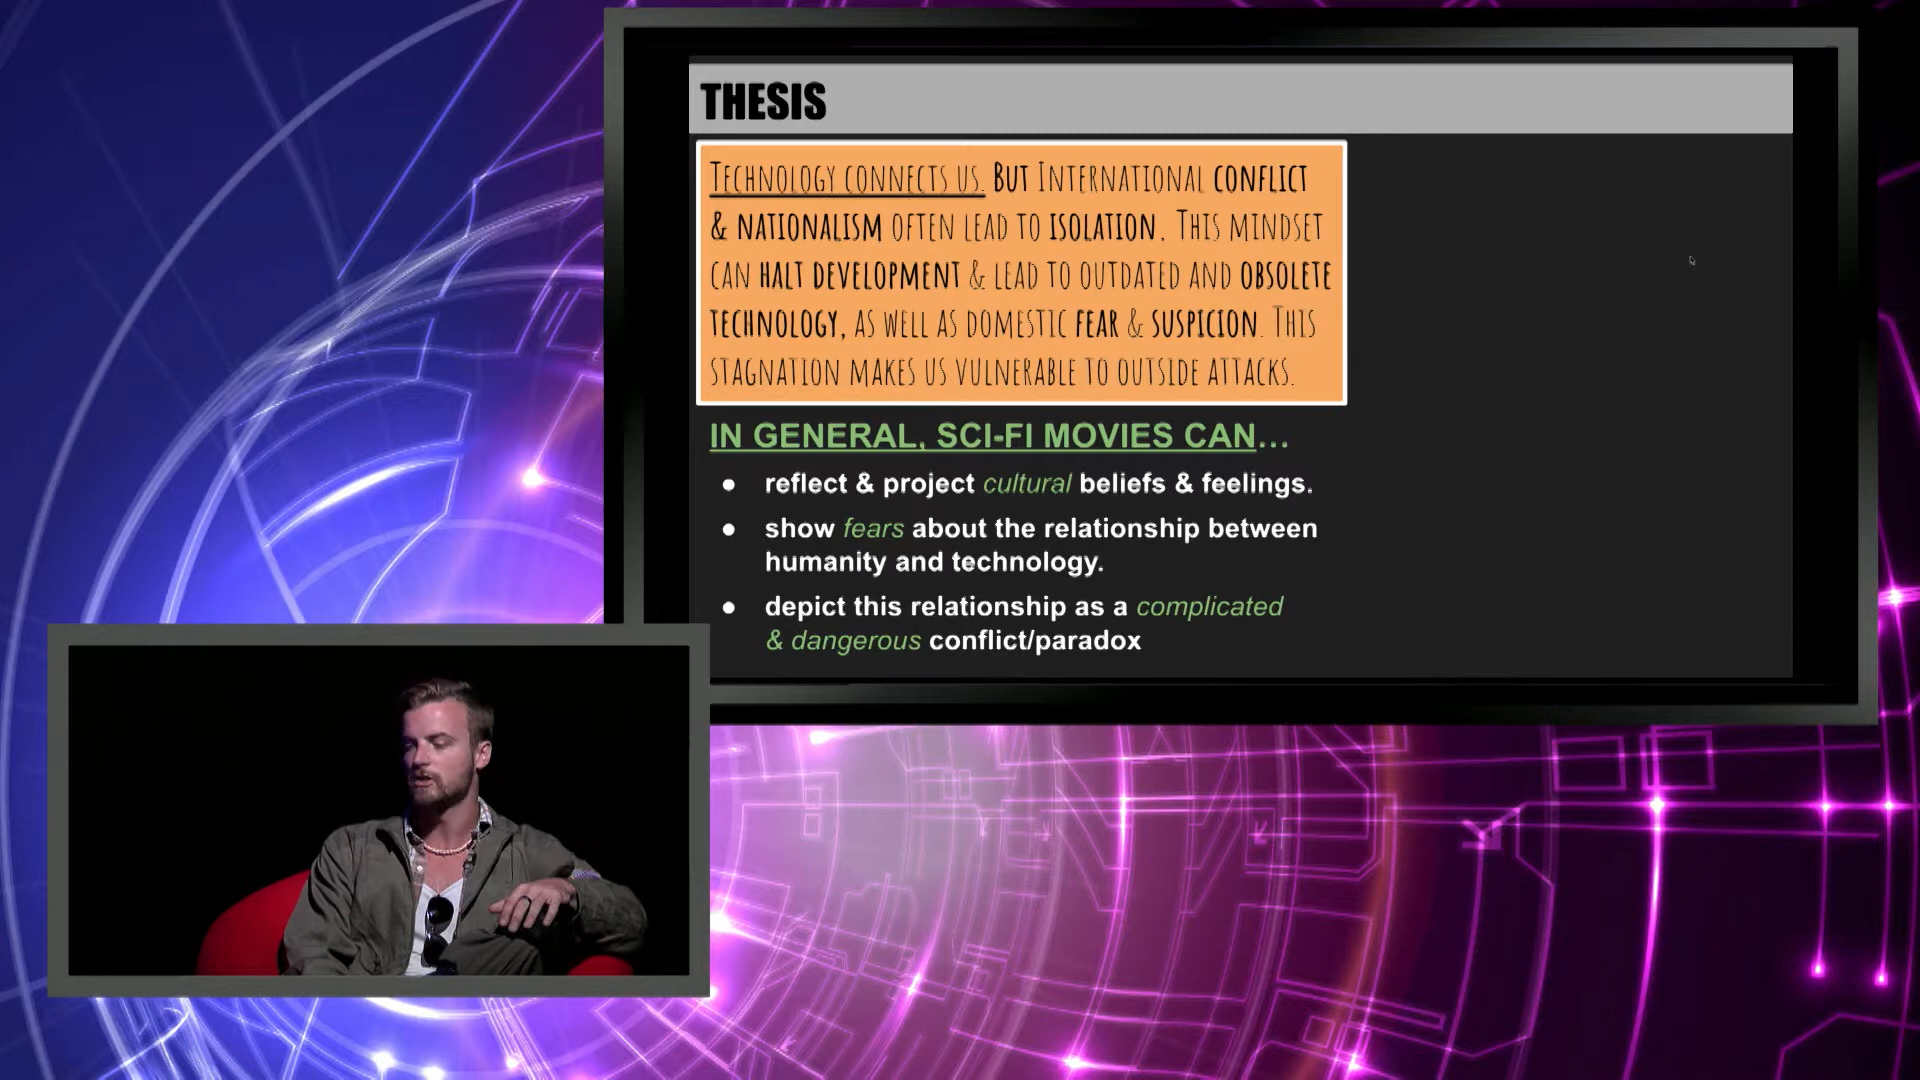 THESIS
TECHNOLOGY CONNECTS US. BUT INTERNATIONAL CONFLICT
& NATIONALISM OFTEN LEAD TO ISOLATION. THIS MINDSET
CAN HALT DEVELOPMENT & LEAD TO OUTDATED AND OBSOLETE
TECHNOLOGY, AS WELL AS DOMESTIC FEAR & SUSPICION. THIS
STAGNATION MAKES US VULNERABLE TO OUTSIDE ATTACKS.
IN GENERAL, SCI-FI MOVIES CAN…
● reflect & project cultural beliefs & feelings.
● show fears about the relationship between
humanity and technology.
● depict this relationship as a complicated
& dangerous conflict/paradox